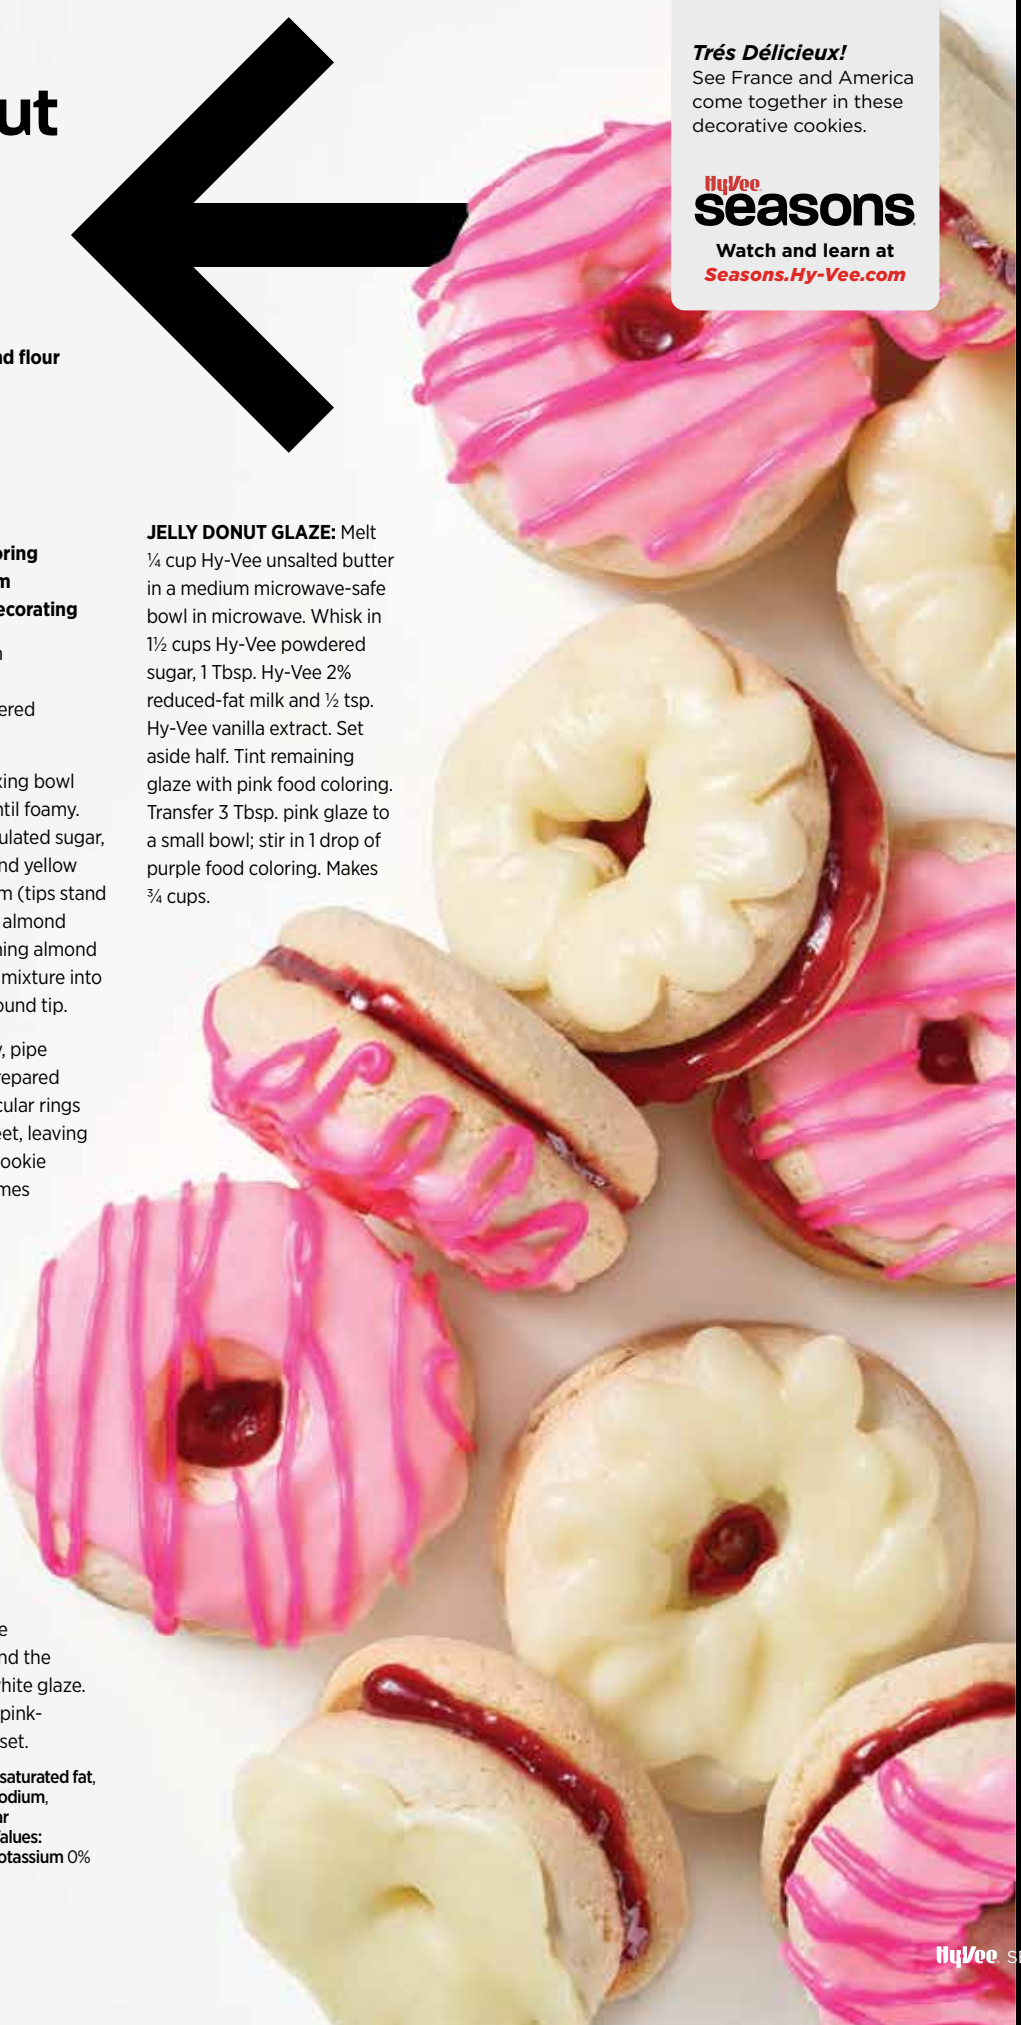 ut
Trés Délicieux!
See France and America
come together in these
decorative cookies.
HyVee
seasons
Watch and learn at
Seasons.Hy-Vee.com
d flour
JELLY DONUT GLAZE: Melt
¼ cup Hy-Vee unsalted butter
in a medium microwave-safe
bowl in microwave. Whisk in
1½ cups Hy-Vee powdered
sugar, 1 Tbsp. Hy-Vee 2%
reduced-fat milk and ½ tsp.
Hy-Vee vanilla extract. Set
aside half. Tint remaining
glaze with pink food coloring.
Transfer 3 Tbsp. pink glaze to
a small bowl; stir in 1 drop of
purple food coloring. Makes
¾ cups.
oring
m
ecorating
n
ered
xing bowl
ntil foamy.
ulated sugar,
nd yellow
m (tips stand
almond
ning almond
mixture into
ound tip.
, pipe
repared
cular rings
eet, leaving
ookie
mes
e
nd the
hite glaze.
pink-
set.
saturated fat,
odium,
ar
alues:
otassium 0%
HyVee